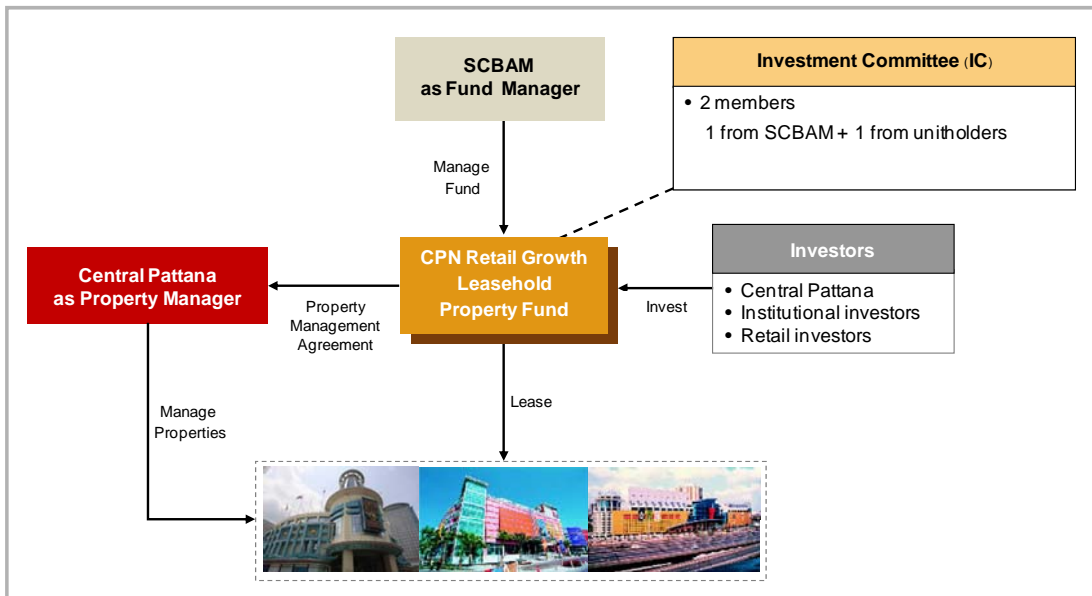 SCBAM
as Fund Manager
Investment Committee (IC)
• 2 members
1 from SCBAM + 1 from unitholders
Manage
Fund
Central Pattana
as Property Manager
CPN Retail Growth
Leasehold
Property Fund
Investors
• Central Pattana
• Institutional investors
• Retail investors
Property
Management
Agreement
Invest
Lease
Manage
Properties